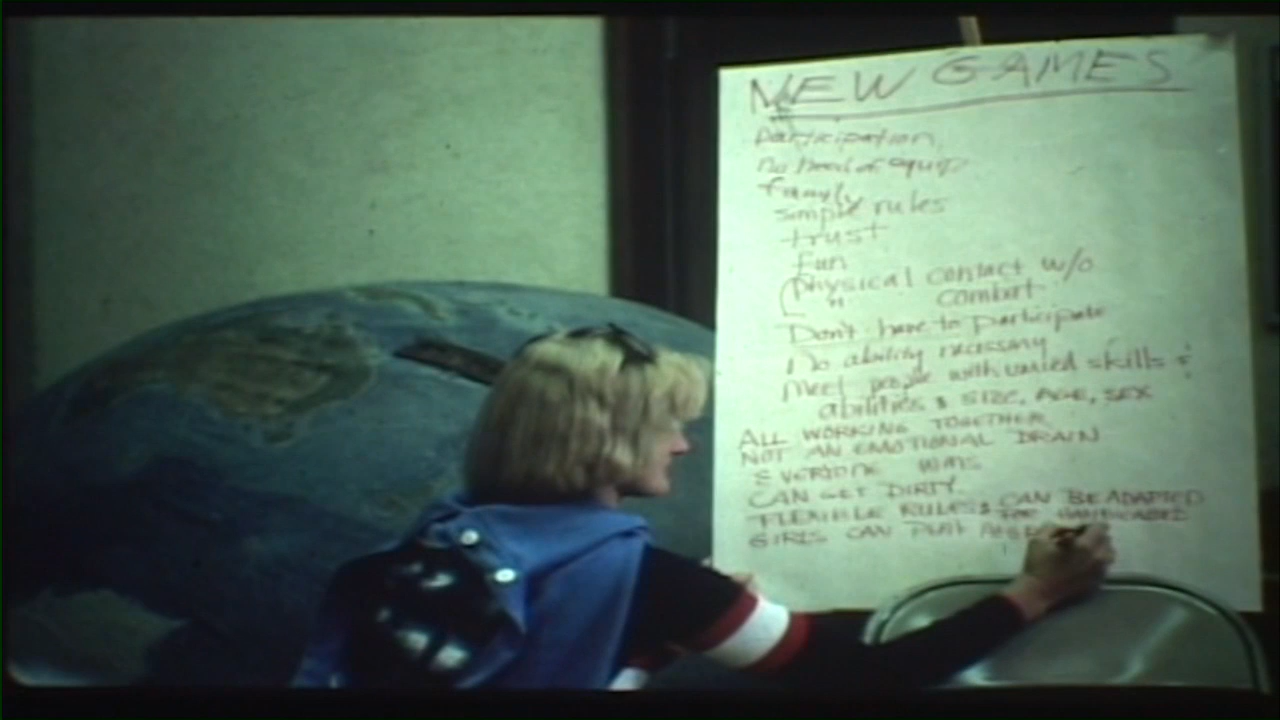 NEW GAMES
Participation
no need of equip
family
simple rules
trust
fun
physical contact w/o
" combat
Don't have to participate
No ability necessary
Meet people with varied skills &
abilities & SIZE, AGE, SEX
ALL WORKING TOGETHER
NOT AN EMOTIONAL DRAIN
EVERYONE WINS
CAN GET DIRTY
FLEXIBLE RULES & CAN BE ADAPTED
FOR HANDICAPPED
GIRLS CAN PLAY